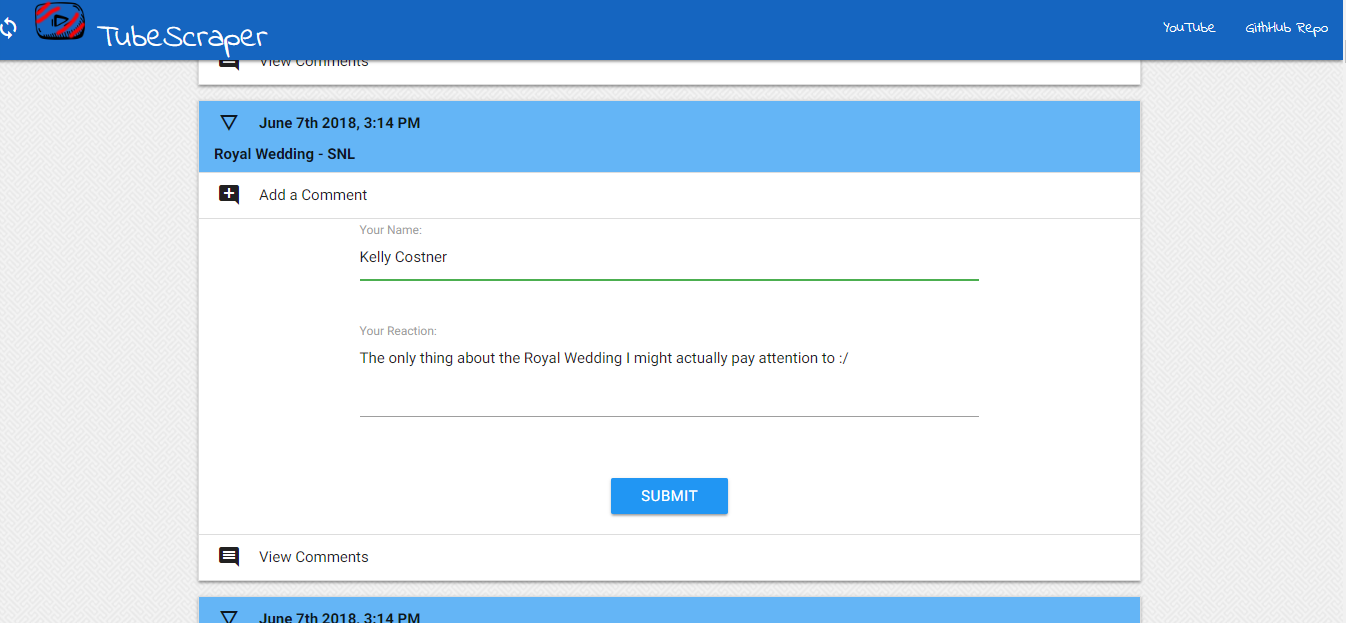 TubeScraper
YouTube
GitHHub Repo
View Comments
June 7th 2018, 3:14 PM
Royal Wedding - SNL
Add a Comment
Your Name:
Kelly Costner
Your Reaction:
The only thing about the Royal Wedding I might actually pay attention to :/
SUBMIT
View Comments
June 7th 2018, 3:14 PM